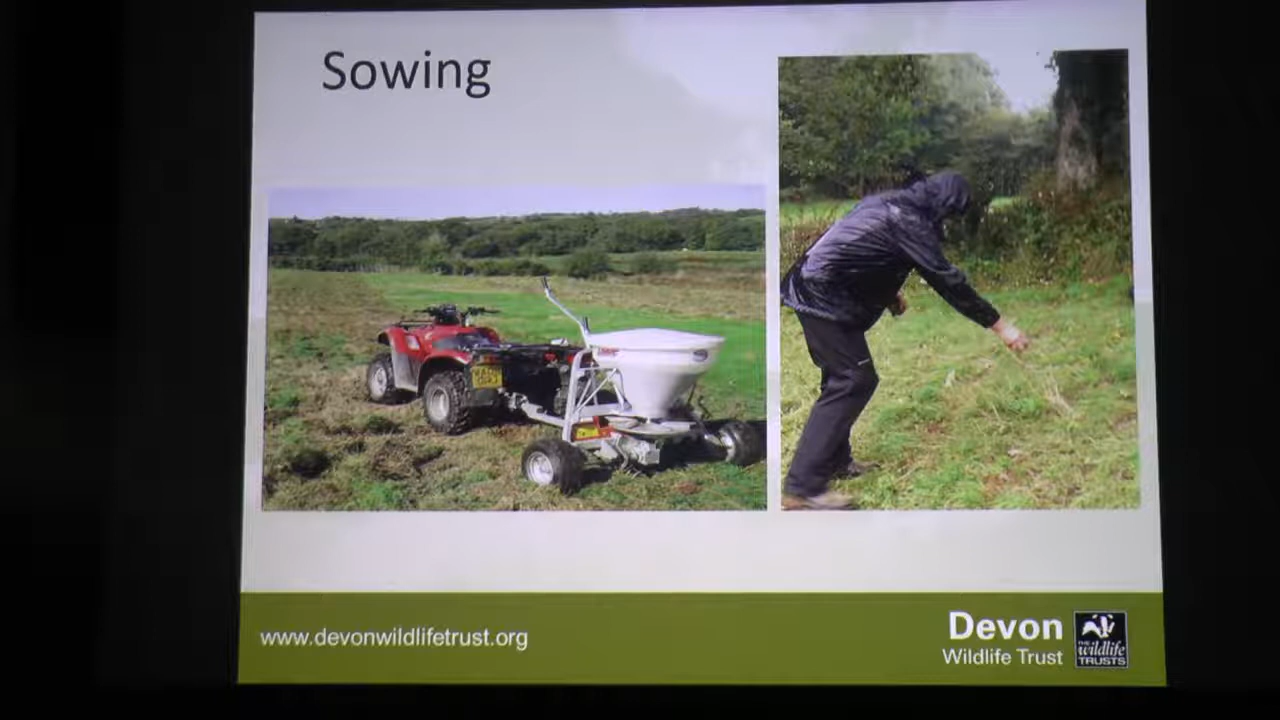 Sowing
www.devonwildlifetrust.org
Devon
Wildlife Trust
THE
wildlife
TRUSTS